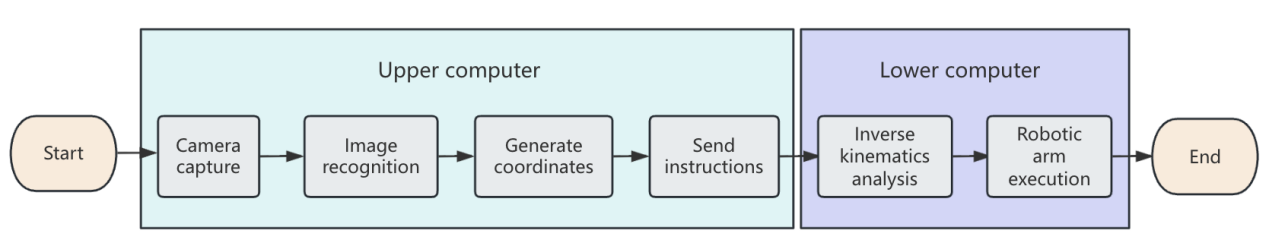 Upper computer
Lower computer
Start
Camera
capture
Image
recognition
Generate
coordinates
Send
instructions
Inverse
kinematics
analysis
Robotic
arm
execution
End